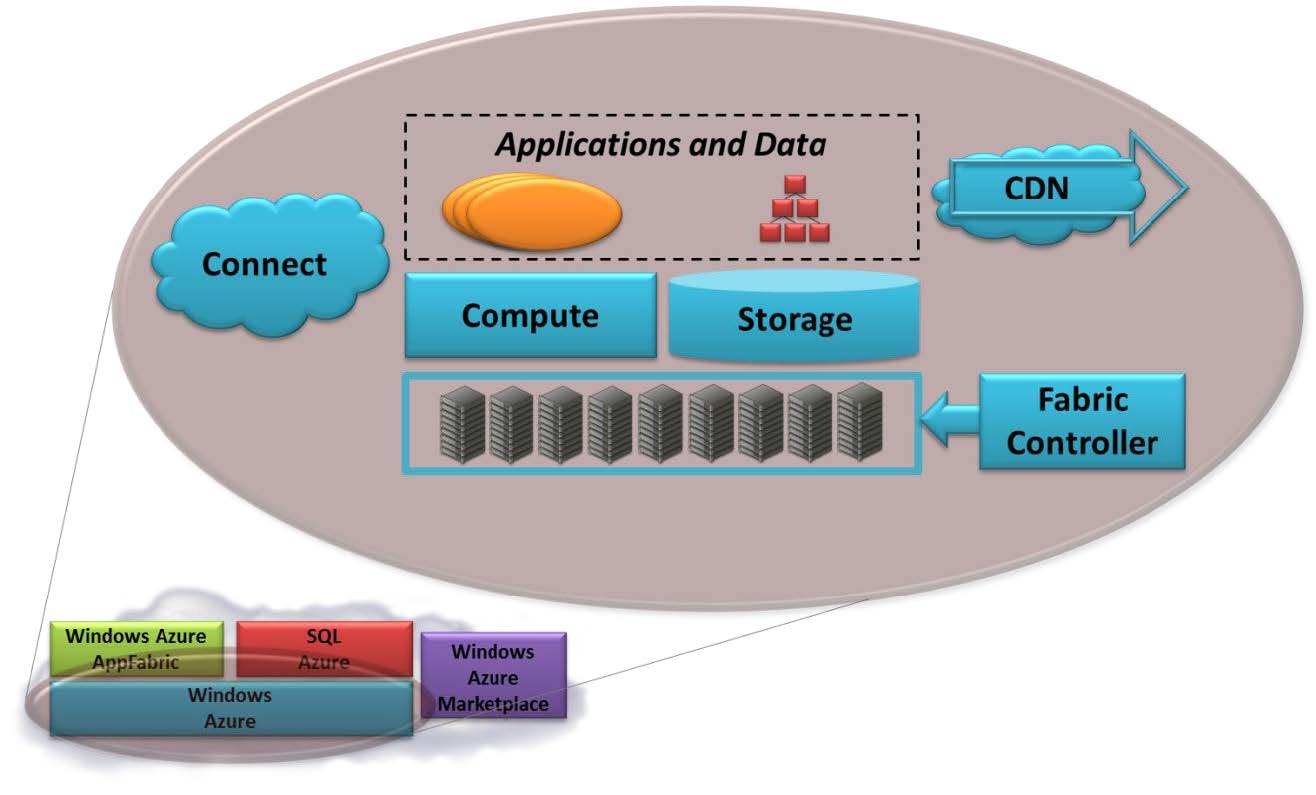 Applications and Data
CDN
Connect
Compute
Storage
Fabric
Controller
Windows Azure
AppFabric
SQL
Azure
Windows
Azure
Marketplace
Windows
Azure